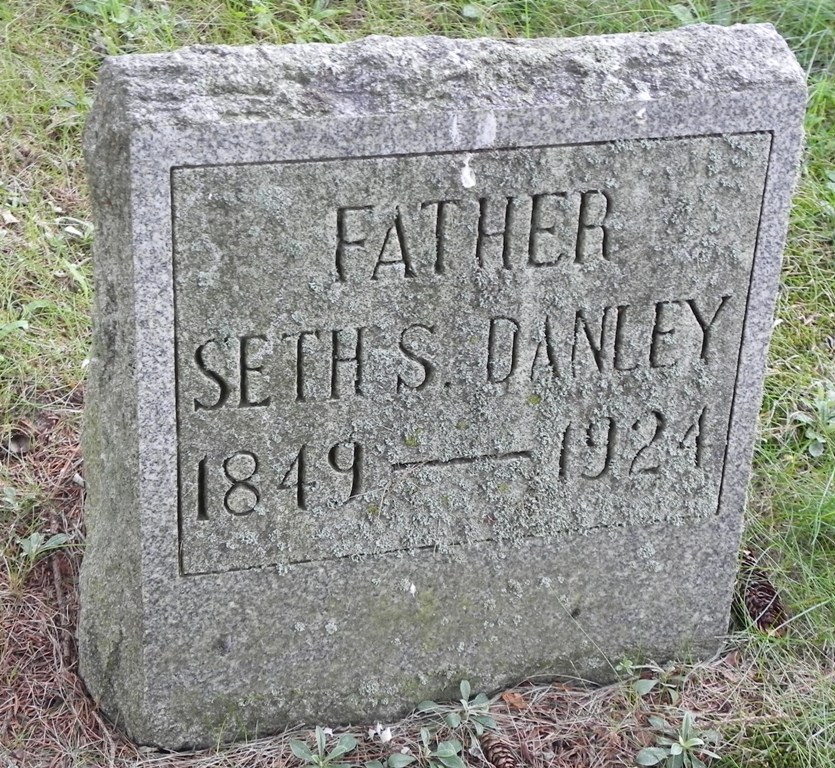 FATHER
SETH S. DANLEY
1849 — 1924